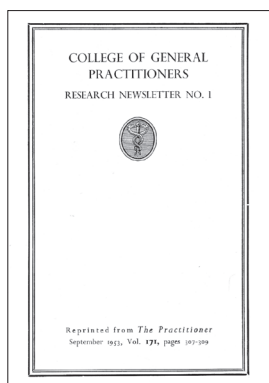 COLLEGE OF GENERAL
PRACTITIONERS
RESEARCH NEWSLETTER NO. 1
Reprinted from The Practitioner
September 1953, Vol. 171, pages 307-309